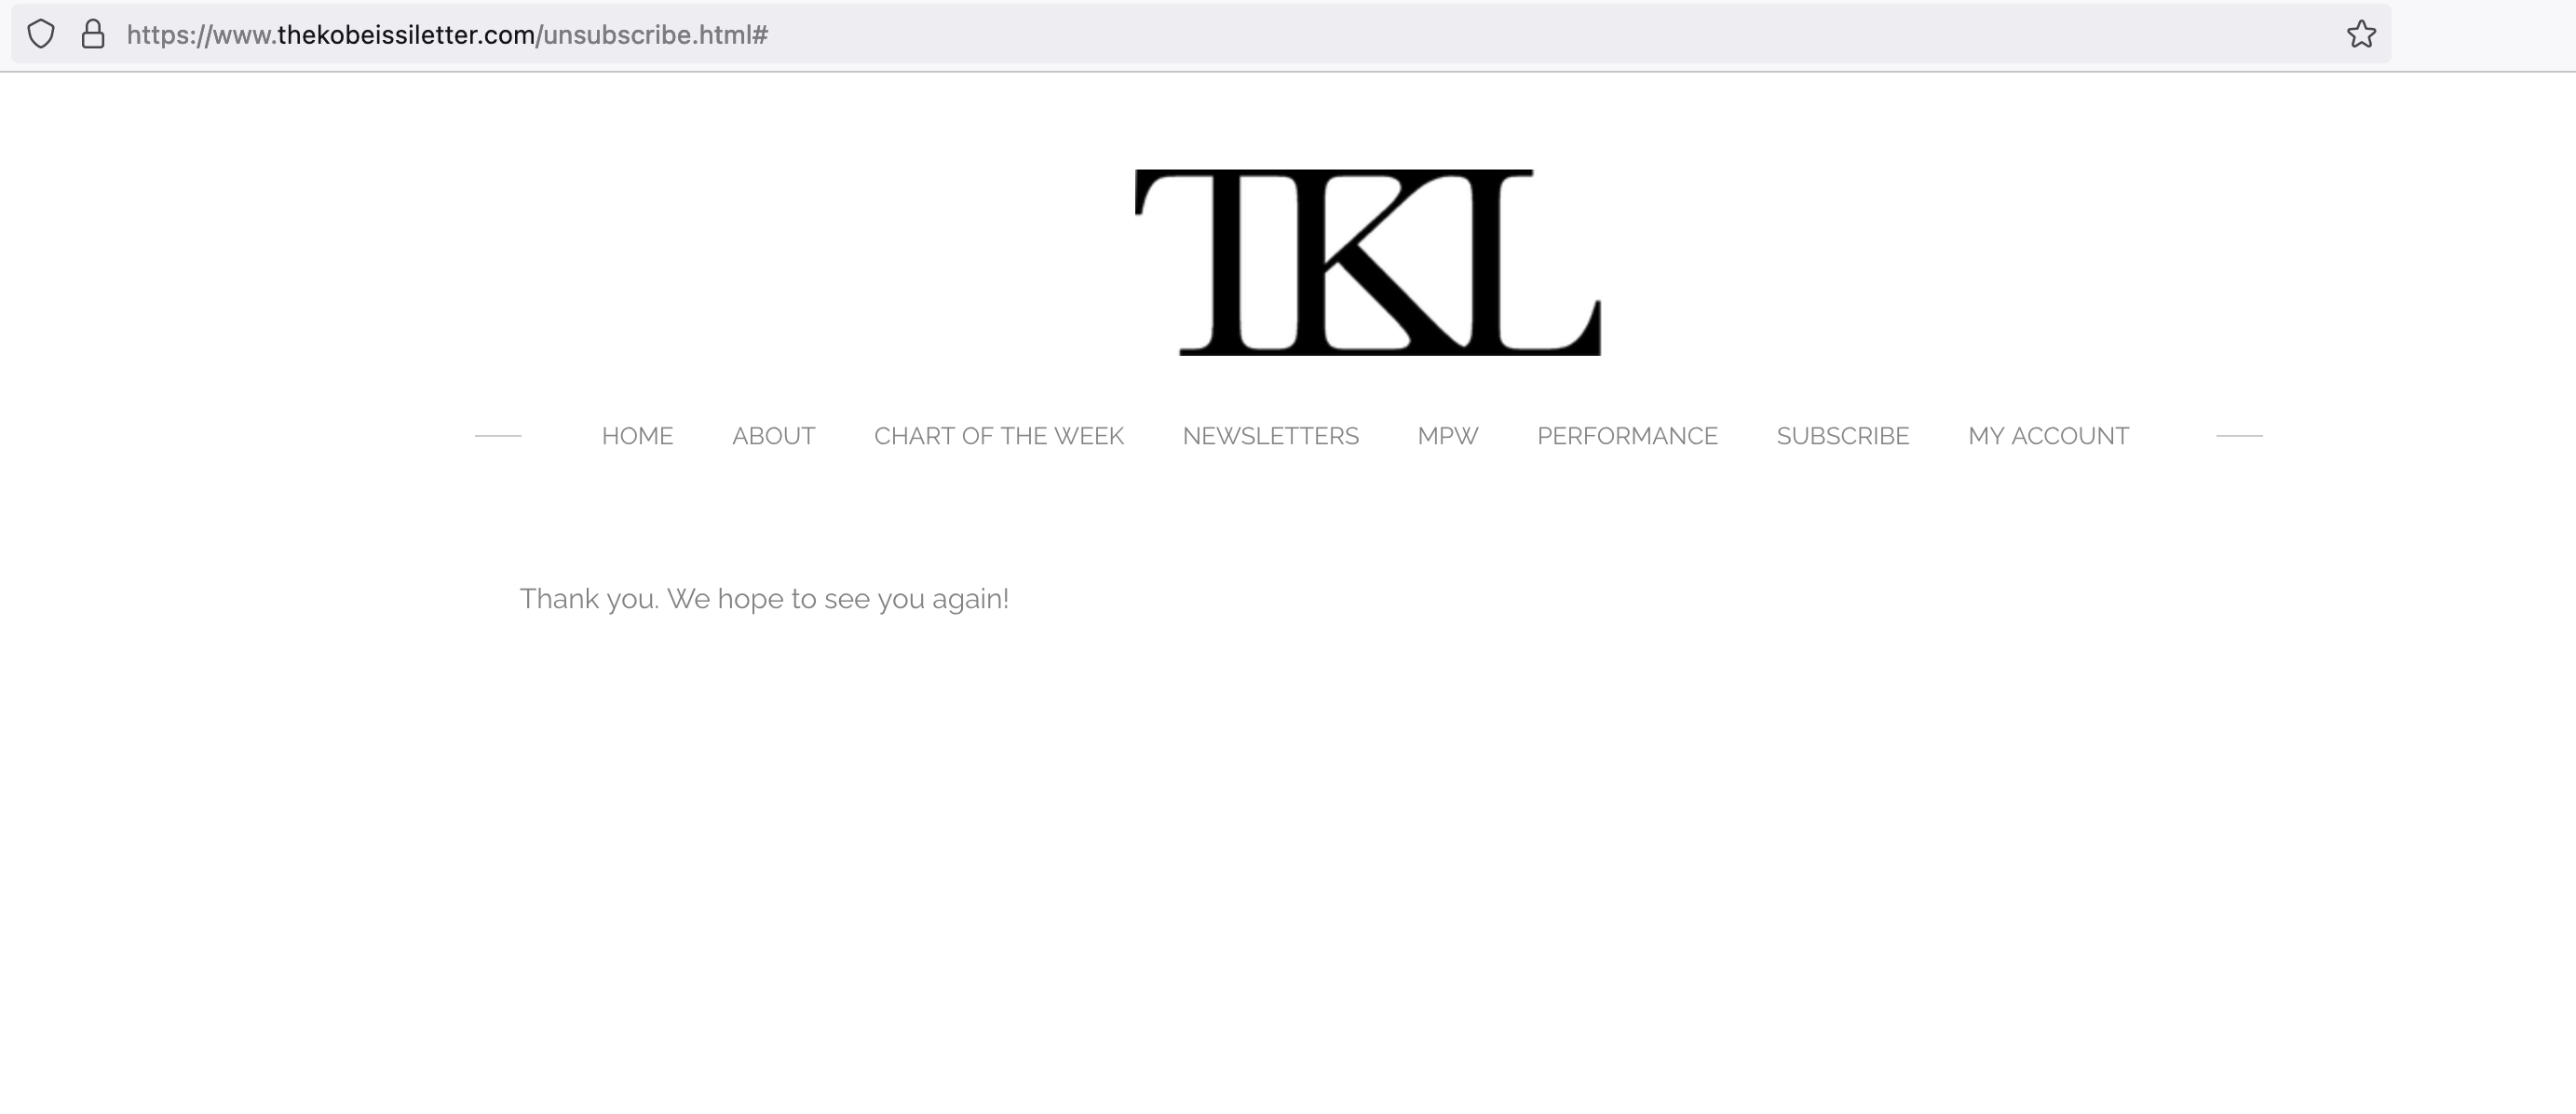 https://www.thekobeissiletter.com/unsubscribe.html#
TKL
HOME ABOUT CHART OF THE WEEK NEWSLETTERS MPW PERFORMANCE SUBSCRIBE MY ACCOUNT
Thank you. We hope to see you again!